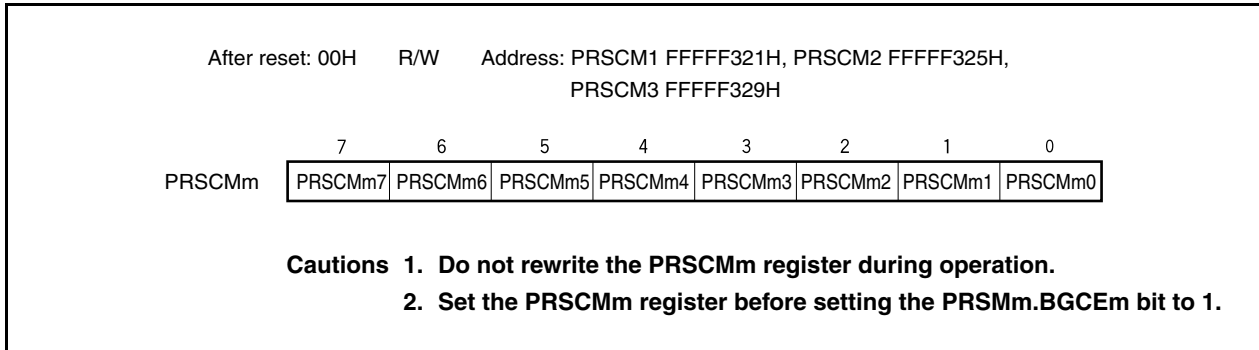 After reset: 00H R/W Address: PRSCM1 FFFFF321H, PRSCM2 FFFFF325H,
PRSCM3 FFFFF329H
7 6 5 4 3 2 1 0
PRSCMm PRSCMm7 PRSCMm6 PRSCMm5 PRSCMm4 PRSCMm3 PRSCMm2 PRSCMm1 PRSCMm0
Cautions 1. Do not rewrite the PRSCMm register during operation.
2. Set the PRSCMm register before setting the PRSMm.BGCEm bit to 1.